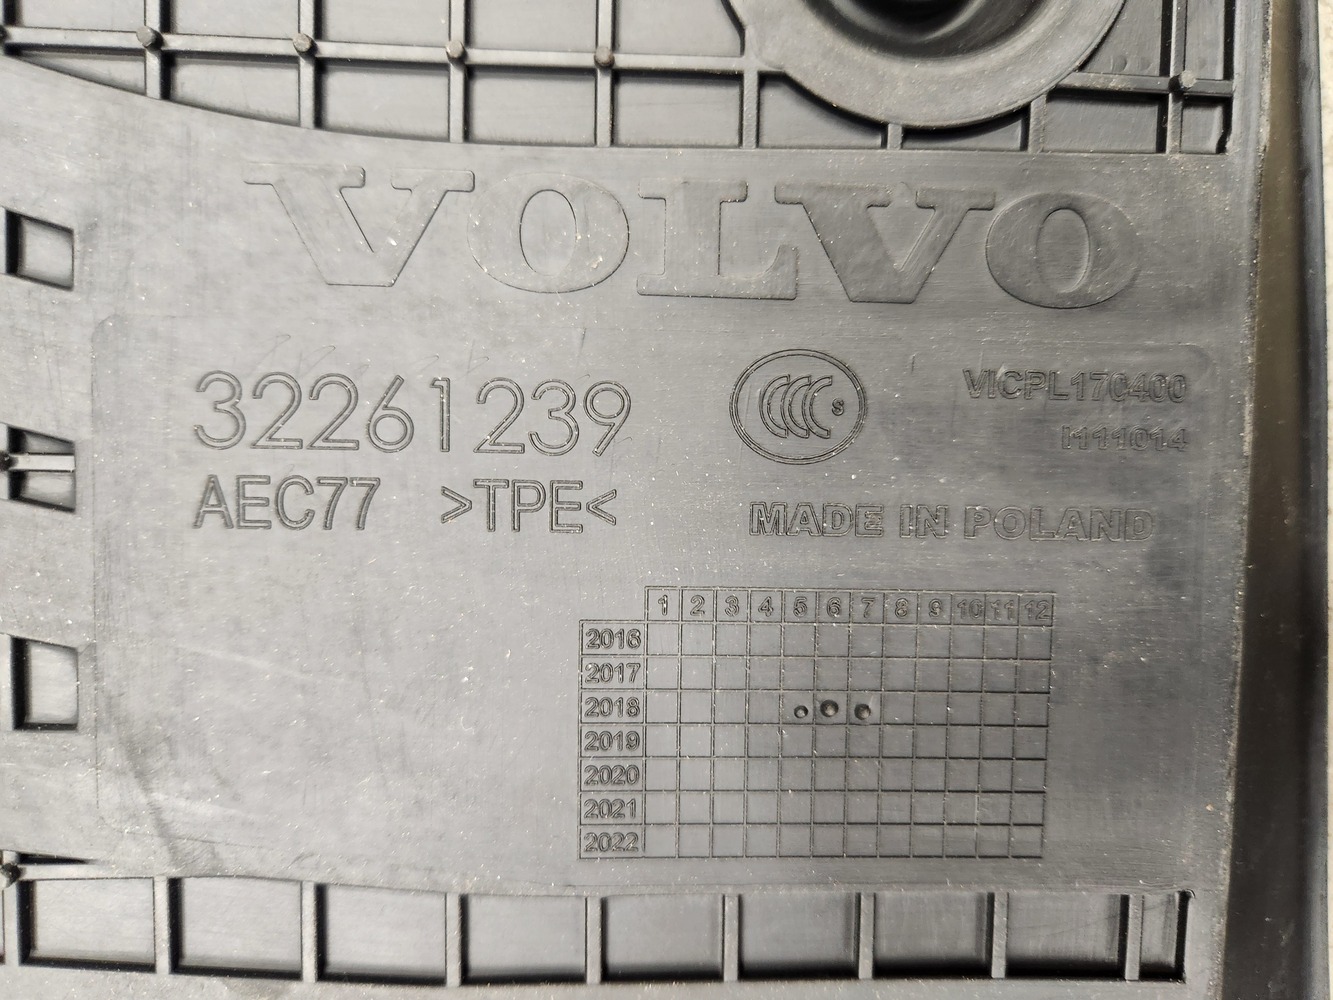 VOLVO
32261239
AEC77 >TPE<
CCC S
VICPL170400
I111014
MADE IN POLAND
1 2 3 4 5 6 7 8 9 10 11 12
2016
2017
2018
2019
2020
2021
2022